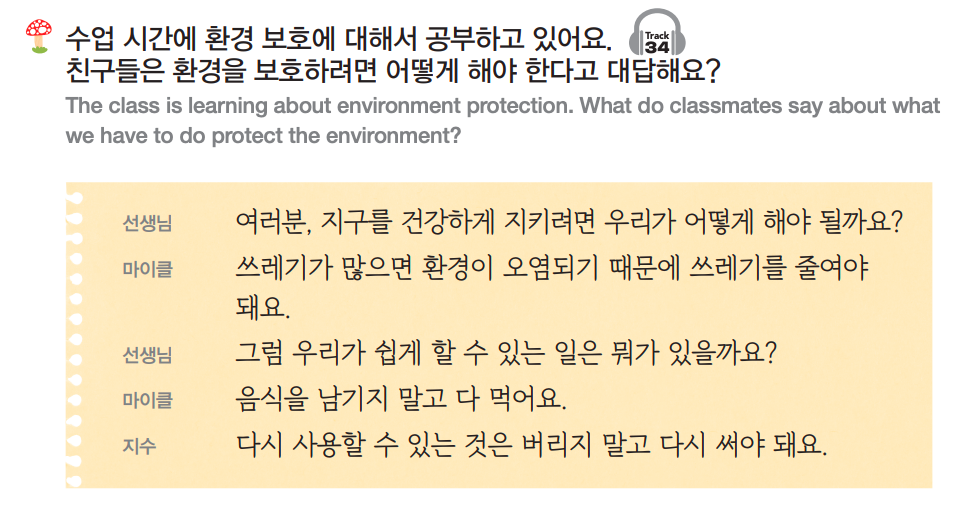 수업 시간에 환경 보호에 대해서 공부하고 있어요. Track 34
친구들은 환경을 보호하려면 어떻게 해야 한다고 대답해요?
The class is learning about environment protection. What do classmates say about what
we have to do protect the environment?
선생님 여러분, 지구를 건강하게 지키려면 우리가 어떻게 해야 될까요?
마이클 쓰레기가 많으면 환경이 오염되기 때문에 쓰레기를 줄여야
돼요.
선생님 그럼 우리가 쉽게 할 수 있는 일은 뭐가 있을까요?
마이클 음식을 남기지 말고 다 먹어요.
지수 다시 사용할 수 있는 것은 버리지 말고 다시 써야 돼요.